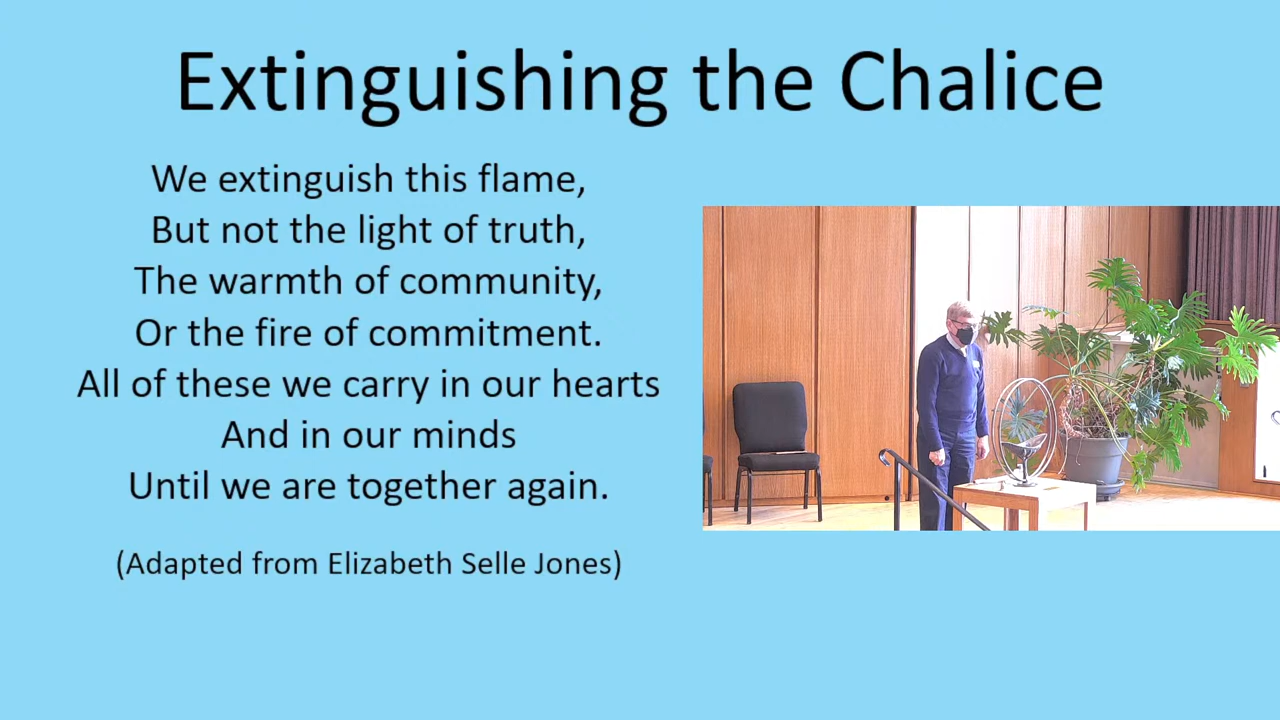 Extinguishing the Chalice
We extinguish this flame,
But not the light of truth,
The warmth of community,
Or the fire of commitment.
All of these we carry in our hearts
And in our minds
Until we are together again.
(Adapted from Elizabeth Selle Jones)